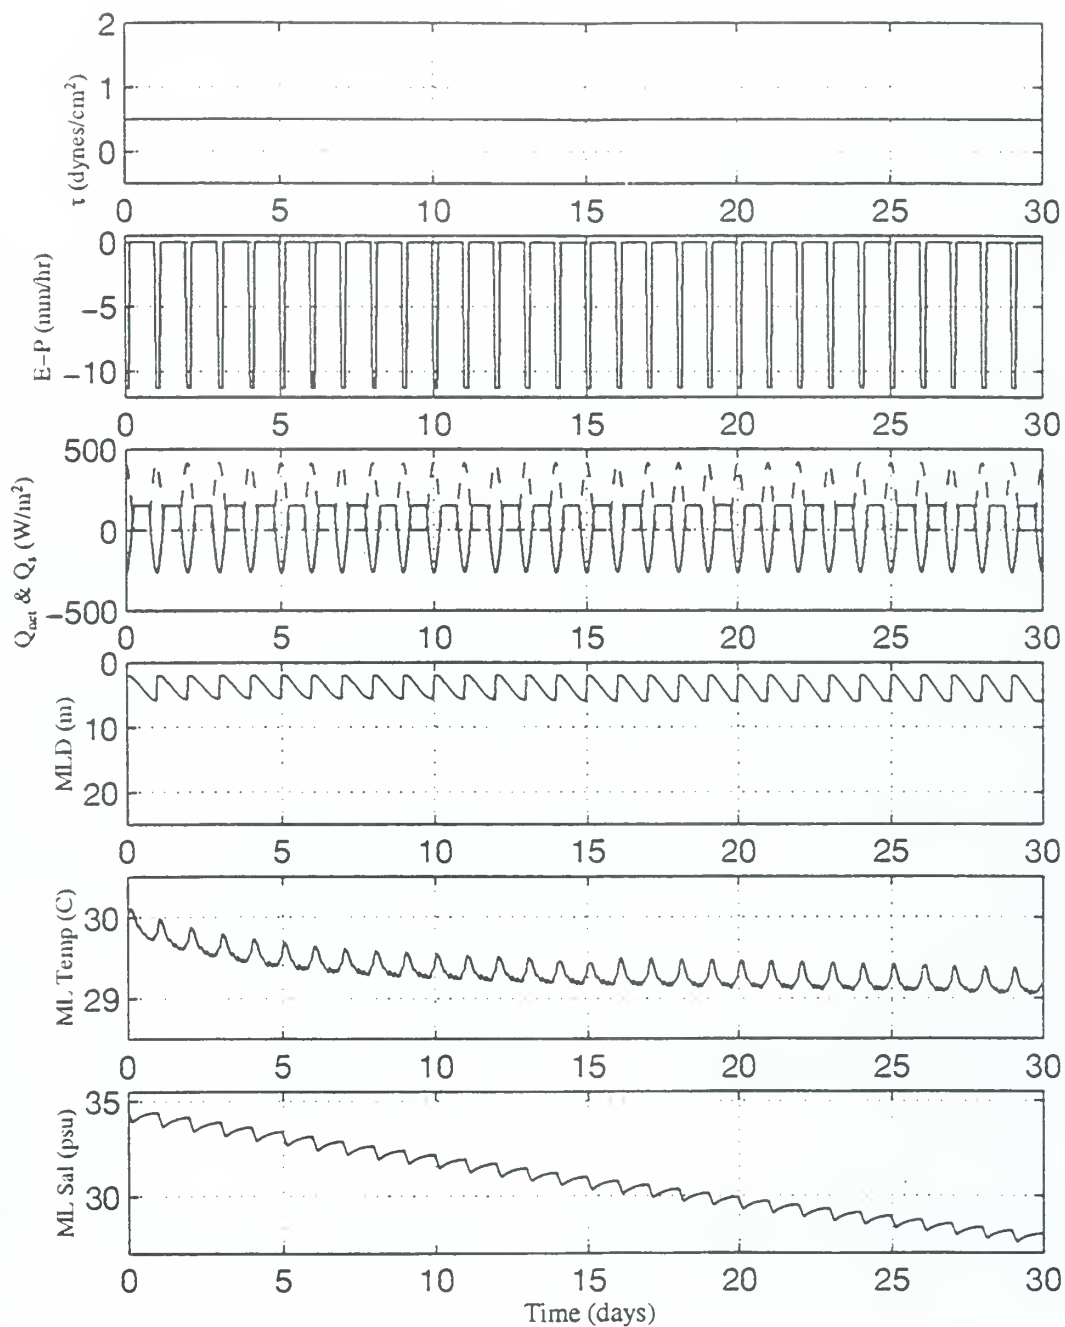 τ (dynes/cm²)
2
1
0
0 5 10 15 20 25 30
E-P (mm/hr)
0
-5
-10
0 5 10 15 20 25 30
Qnet & Qs (W/m²)
500
0
-500
0 5 10 15 20 25 30
MLD (m)
0
10
20
0 5 10 15 20 25 30
ML Temp (C)
30
29
0 5 10 15 20 25 30
ML Sal (psu)
35
30
0 5 10 15 20 25 30
Time (days)